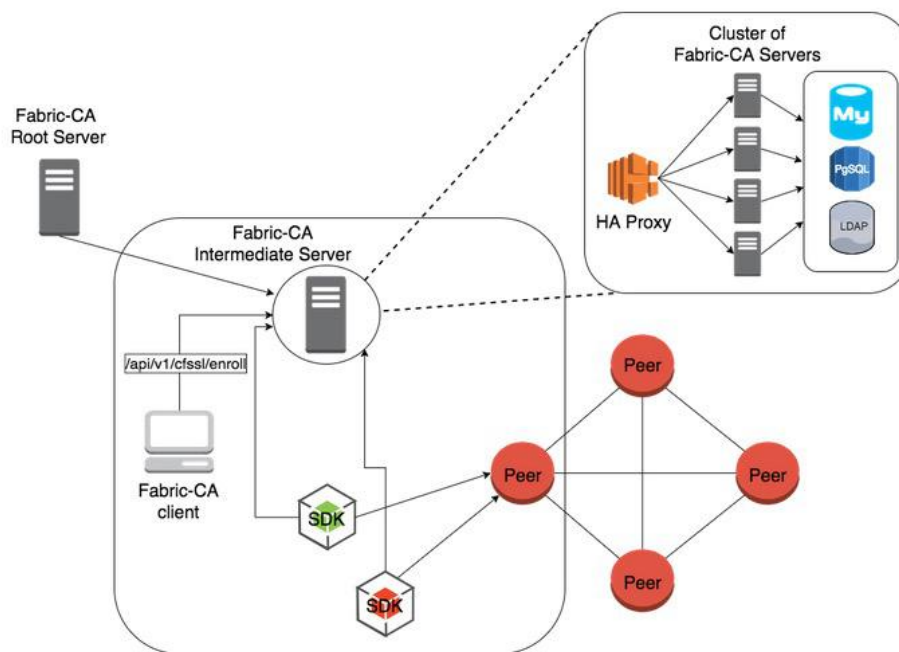 Cluster of
Fabric-CA Servers
My
PgSQL
LDAP
HA Proxy
Fabric-CA
Root Server
Fabric-CA
Intermediate Server
/api/v1/cfssl/enroll
Fabric-CA
client
SDK
SDK
Peer
Peer
Peer
Peer